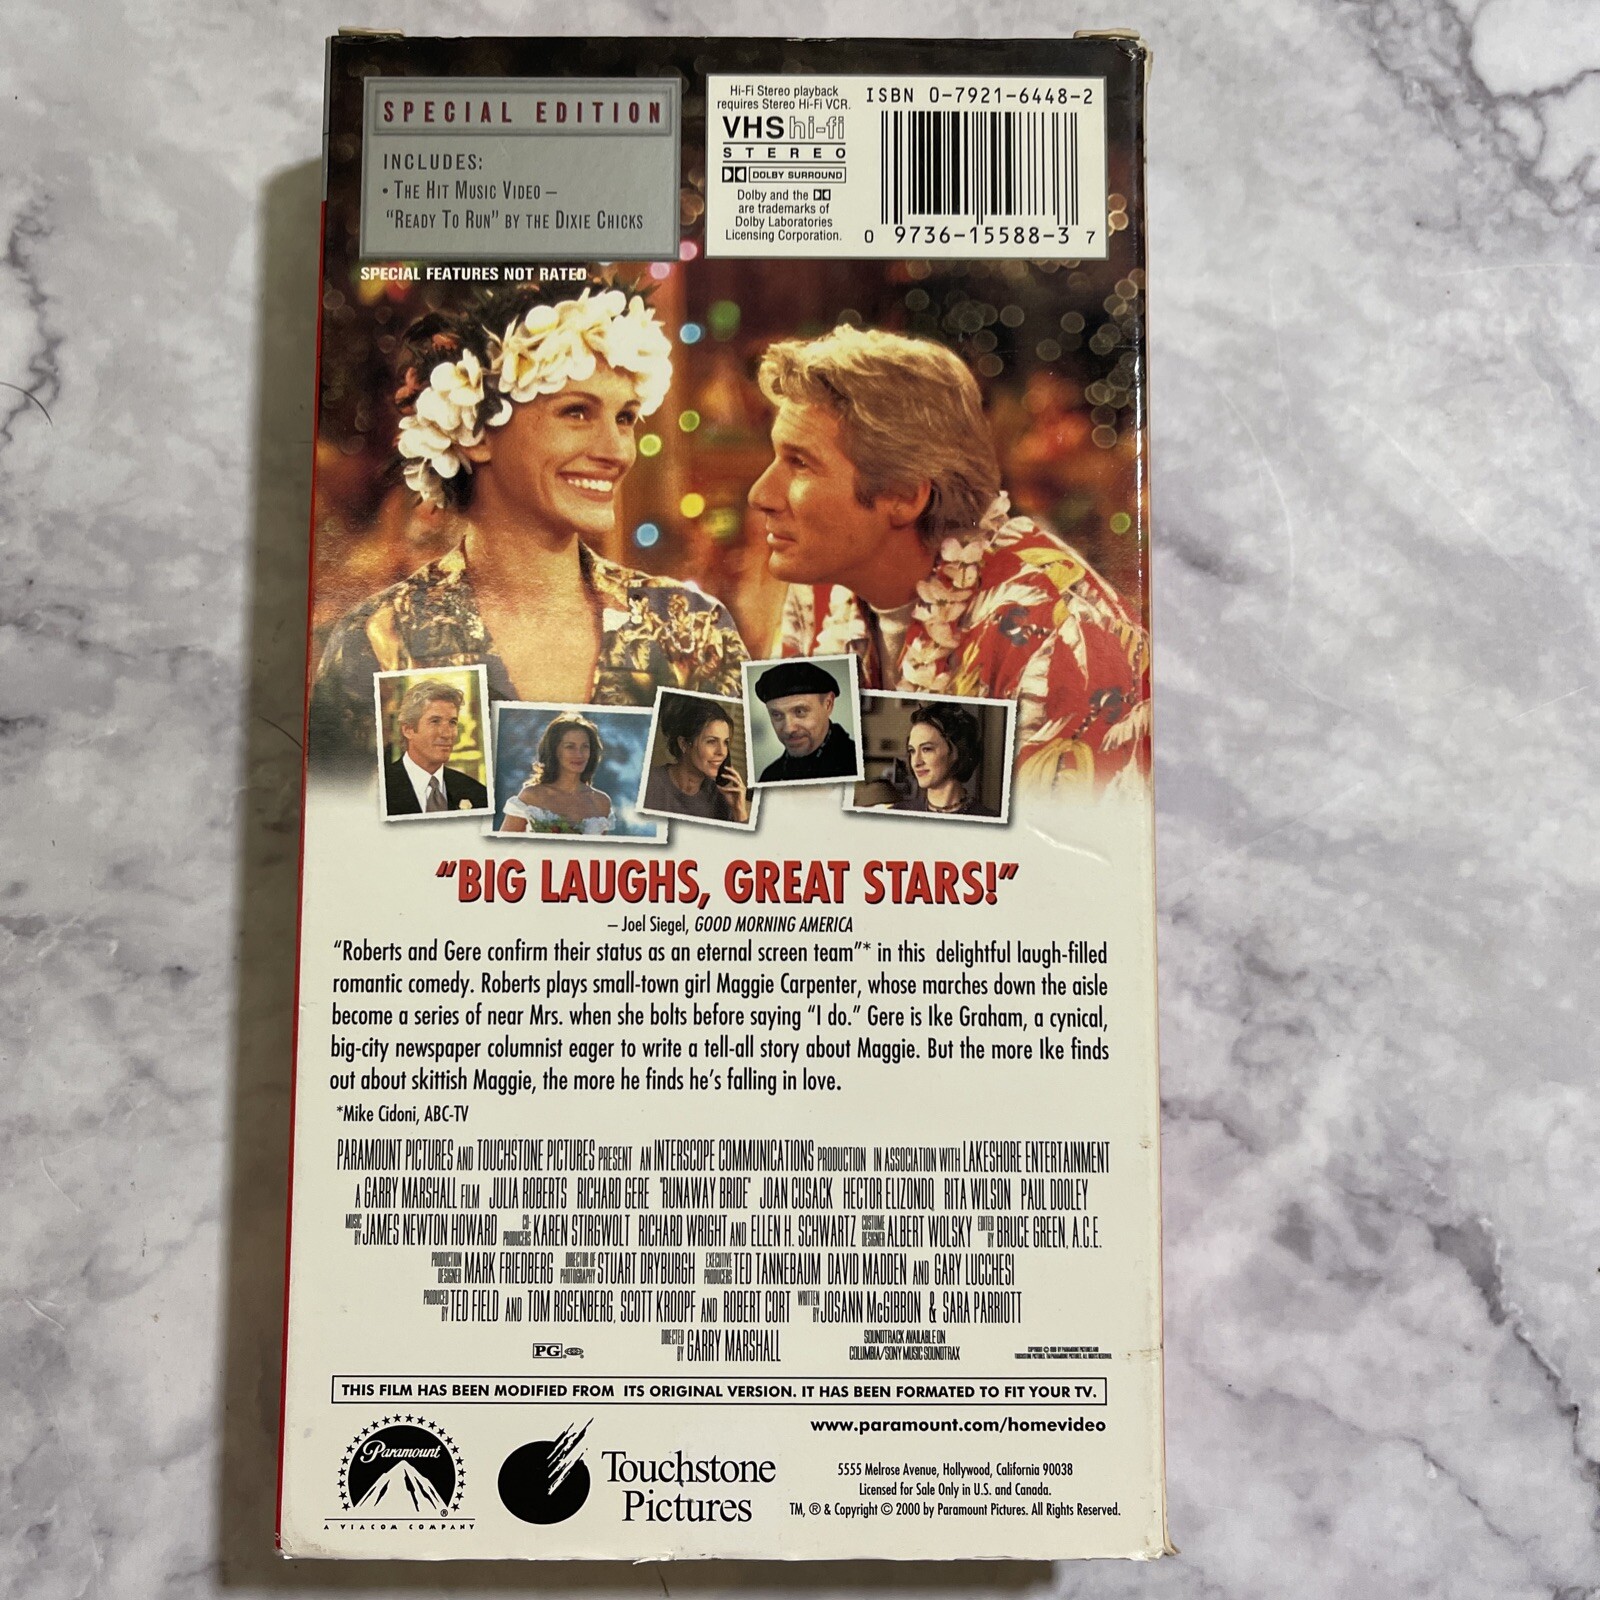 SPECIAL EDITION
INCLUDES:
• THE HIT MUSIC VIDEO –
"READY TO RUN" BY THE DIXIE CHICKS
SPECIAL FEATURES NOT RATED
Hi-Fi Stereo playback
requires Stereo Hi-Fi VCR.
VHS hi-fi
STEREO
DOLBY SURROUND
Dolby and the
are trademarks of
Dolby Laboratories
Licensing Corporation.
ISBN 0-7921-6448-2
0 9736-15588-3 7
"BIG LAUGHS, GREAT STARS!"
– Joel Siegel, GOOD MORNING AMERICA
"Roberts and Gere confirm their status as an eternal screen team"* in this delightful laugh-filled
romantic comedy. Roberts plays small-town girl Maggie Carpenter, whose marches down the aisle
become a series of near Mrs. when she bolts before saying "I do." Gere is Ike Graham, a cynical,
big-city newspaper columnist eager to write a tell-all story about Maggie. But the more Ike finds
out about skittish Maggie, the more he finds he's falling in love.
*Mike Cidoni, ABC-TV
PARAMOUNT PICTURES AND TOUCHSTONE PICTURES PRESENT AN INTERSCOPE COMMUNICATIONS PRODUCTION IN ASSOCIATION WITH LAKESHORE ENTERTAINMENT
A GARRY MARSHALL FILM JULIA ROBERTS RICHARD GERE "RUNAWAY BRIDE" JOAN CUSACK HECTOR ELIZONDO RITA WILSON PAUL DOOLEY
MUSIC BY JAMES NEWTON HOWARD CO-PRODUCERS KAREN STIRGWOLT RICHARD WRIGHT AND ELLEN H. SCHWARTZ COSTUME DESIGNER ALBERT WOLSKY EDITED BY BRUCE GREEN, A.C.E.
PRODUCTION DESIGNER MARK FRIEDBERG DIRECTOR OF PHOTOGRAPHY STUART DRYBURGH EXECUTIVE PRODUCERS TED TANNEBAUM DAVID MADDEN AND GARY LUCCHESI
PRODUCED BY TED FIELD AND TOM ROSENBERG, SCOTT KROOPF AND ROBERT CORT WRITTEN BY JOSANN McGIBBON & SARA PARRIOTT
DIRECTED BY GARRY MARSHALL
PG
SOUNDTRACK AVAILABLE ON
COLUMBIA/SONY MUSIC SOUNDTRAX
THIS FILM HAS BEEN MODIFIED FROM ITS ORIGINAL VERSION. IT HAS BEEN FORMATED TO FIT YOUR TV.
Paramount
®
A VIACOM COMPANY
Touchstone
Pictures
www.paramount.com/homevideo
5555 Melrose Avenue, Hollywood, California 90038
Licensed for Sale Only in U.S. and Canada.
TM, ® & Copyright © 2000 by Paramount Pictures. All Rights Reserved.